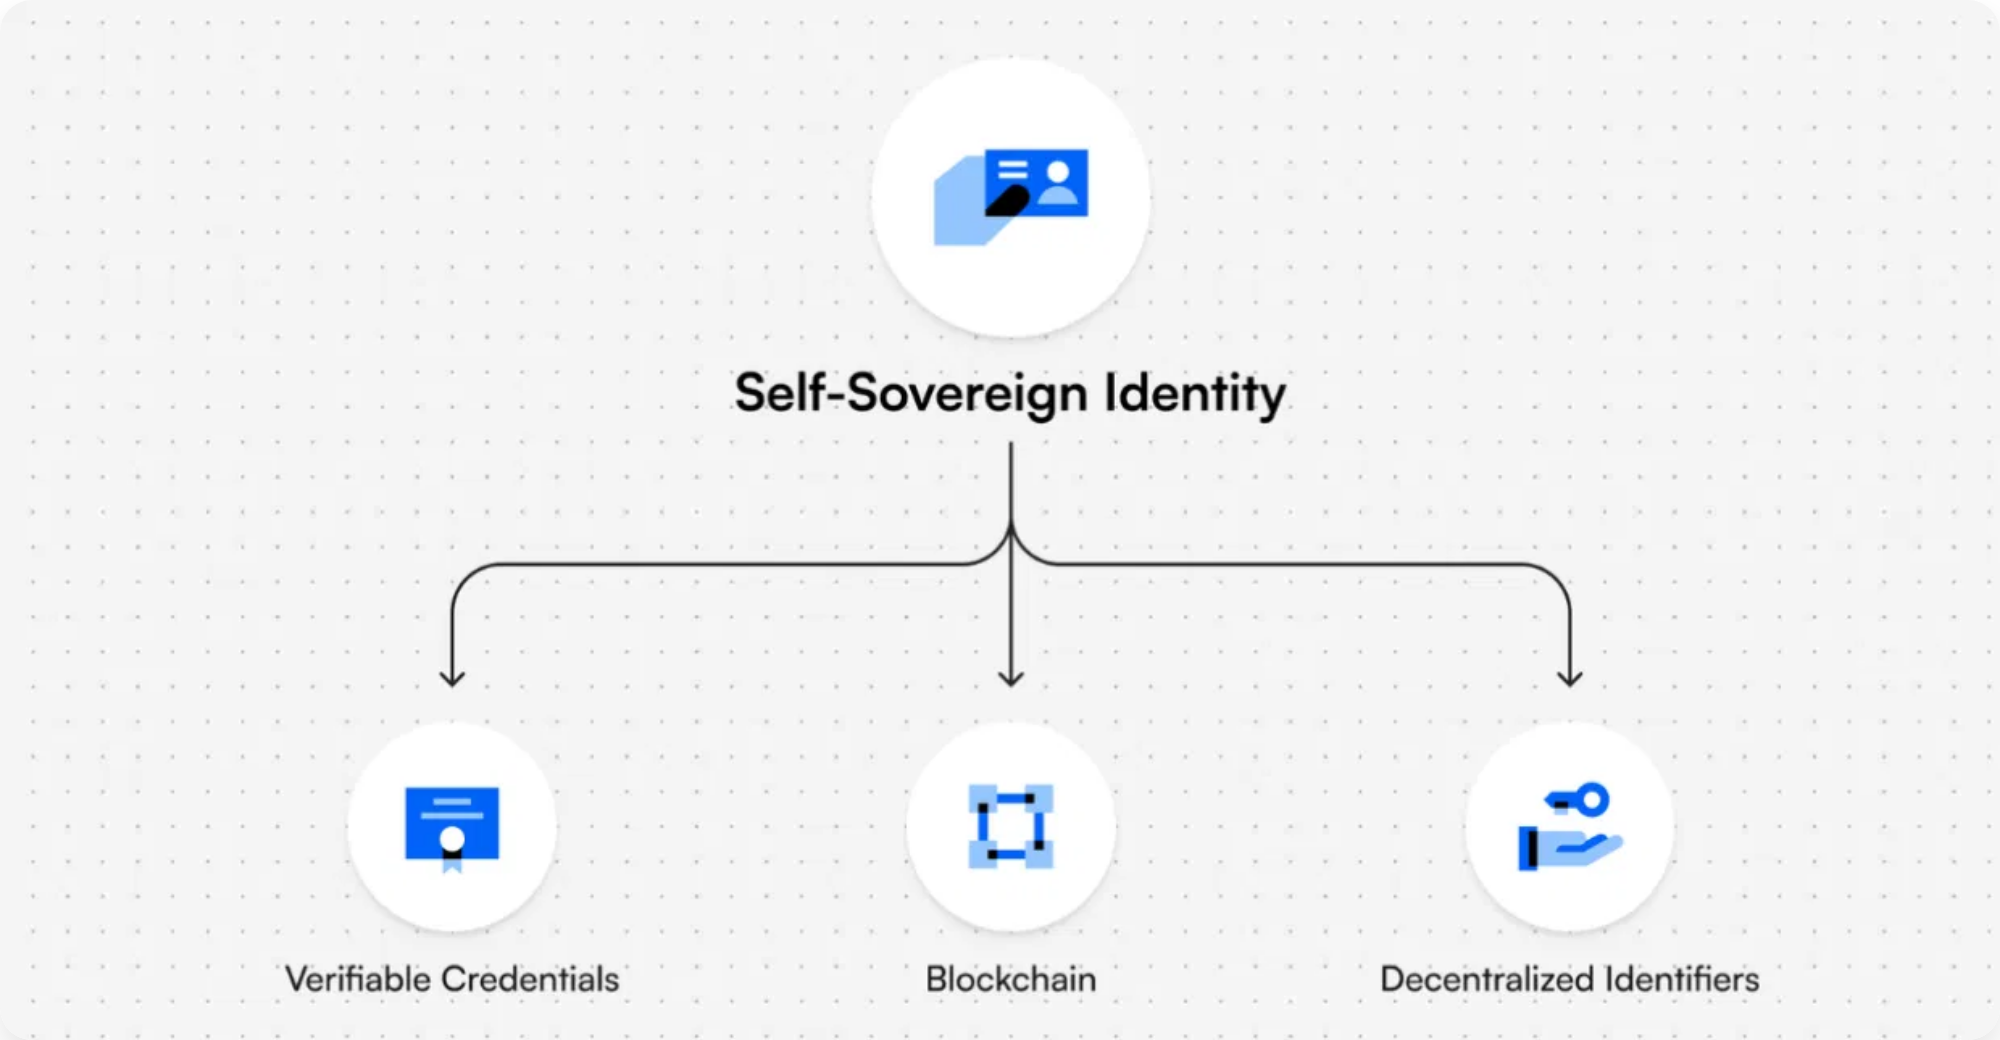 Self-Sovereign Identity
Verifiable Credentials
Blockchain
Decentralized Identifiers